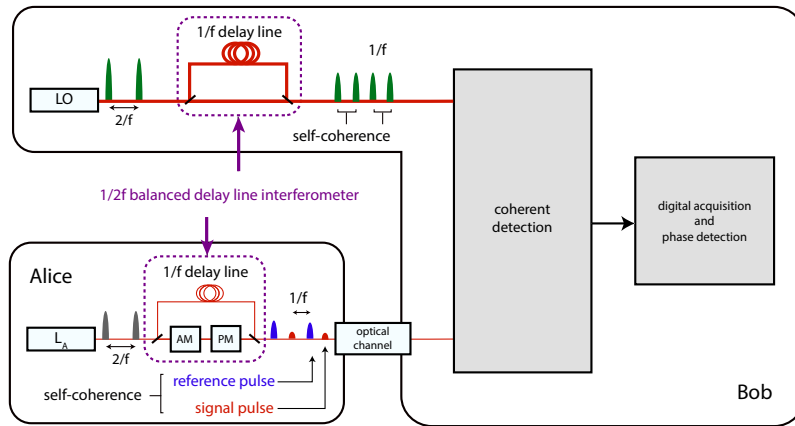 1/f delay line
1/f
LO
2/f
self-coherence
1/2f balanced delay line interferometer
coherent
detection
digital acquisition
and
phase detection
Alice
1/f delay line
1/f
L_A
AM
PM
optical
channel
2/f
self-coherence
reference pulse
signal pulse
Bob